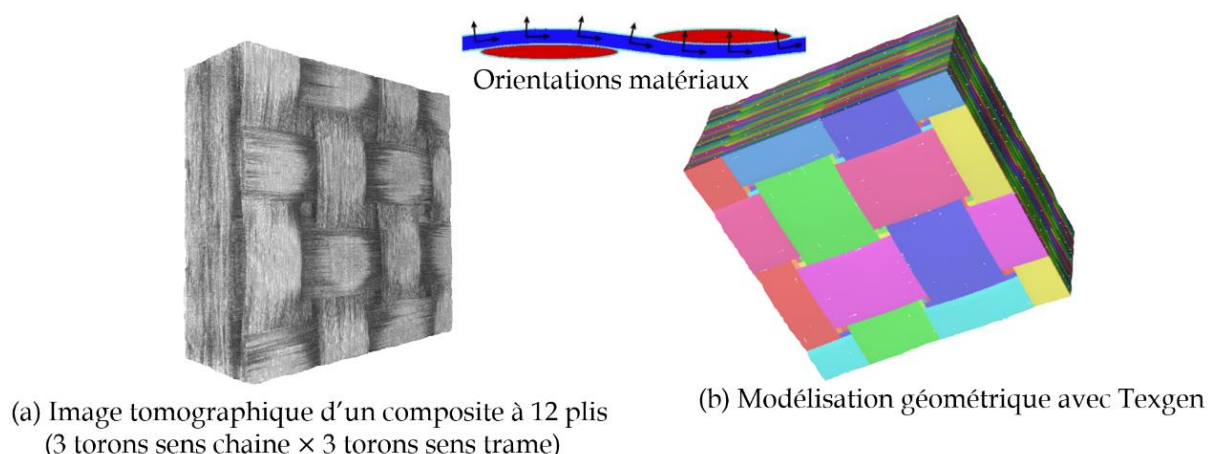 Orientations matériaux
(a) Image tomographique d'un composite à 12 plis
(3 torons sens chaine × 3 torons sens trame)
(b) Modélisation géométrique avec Texgen